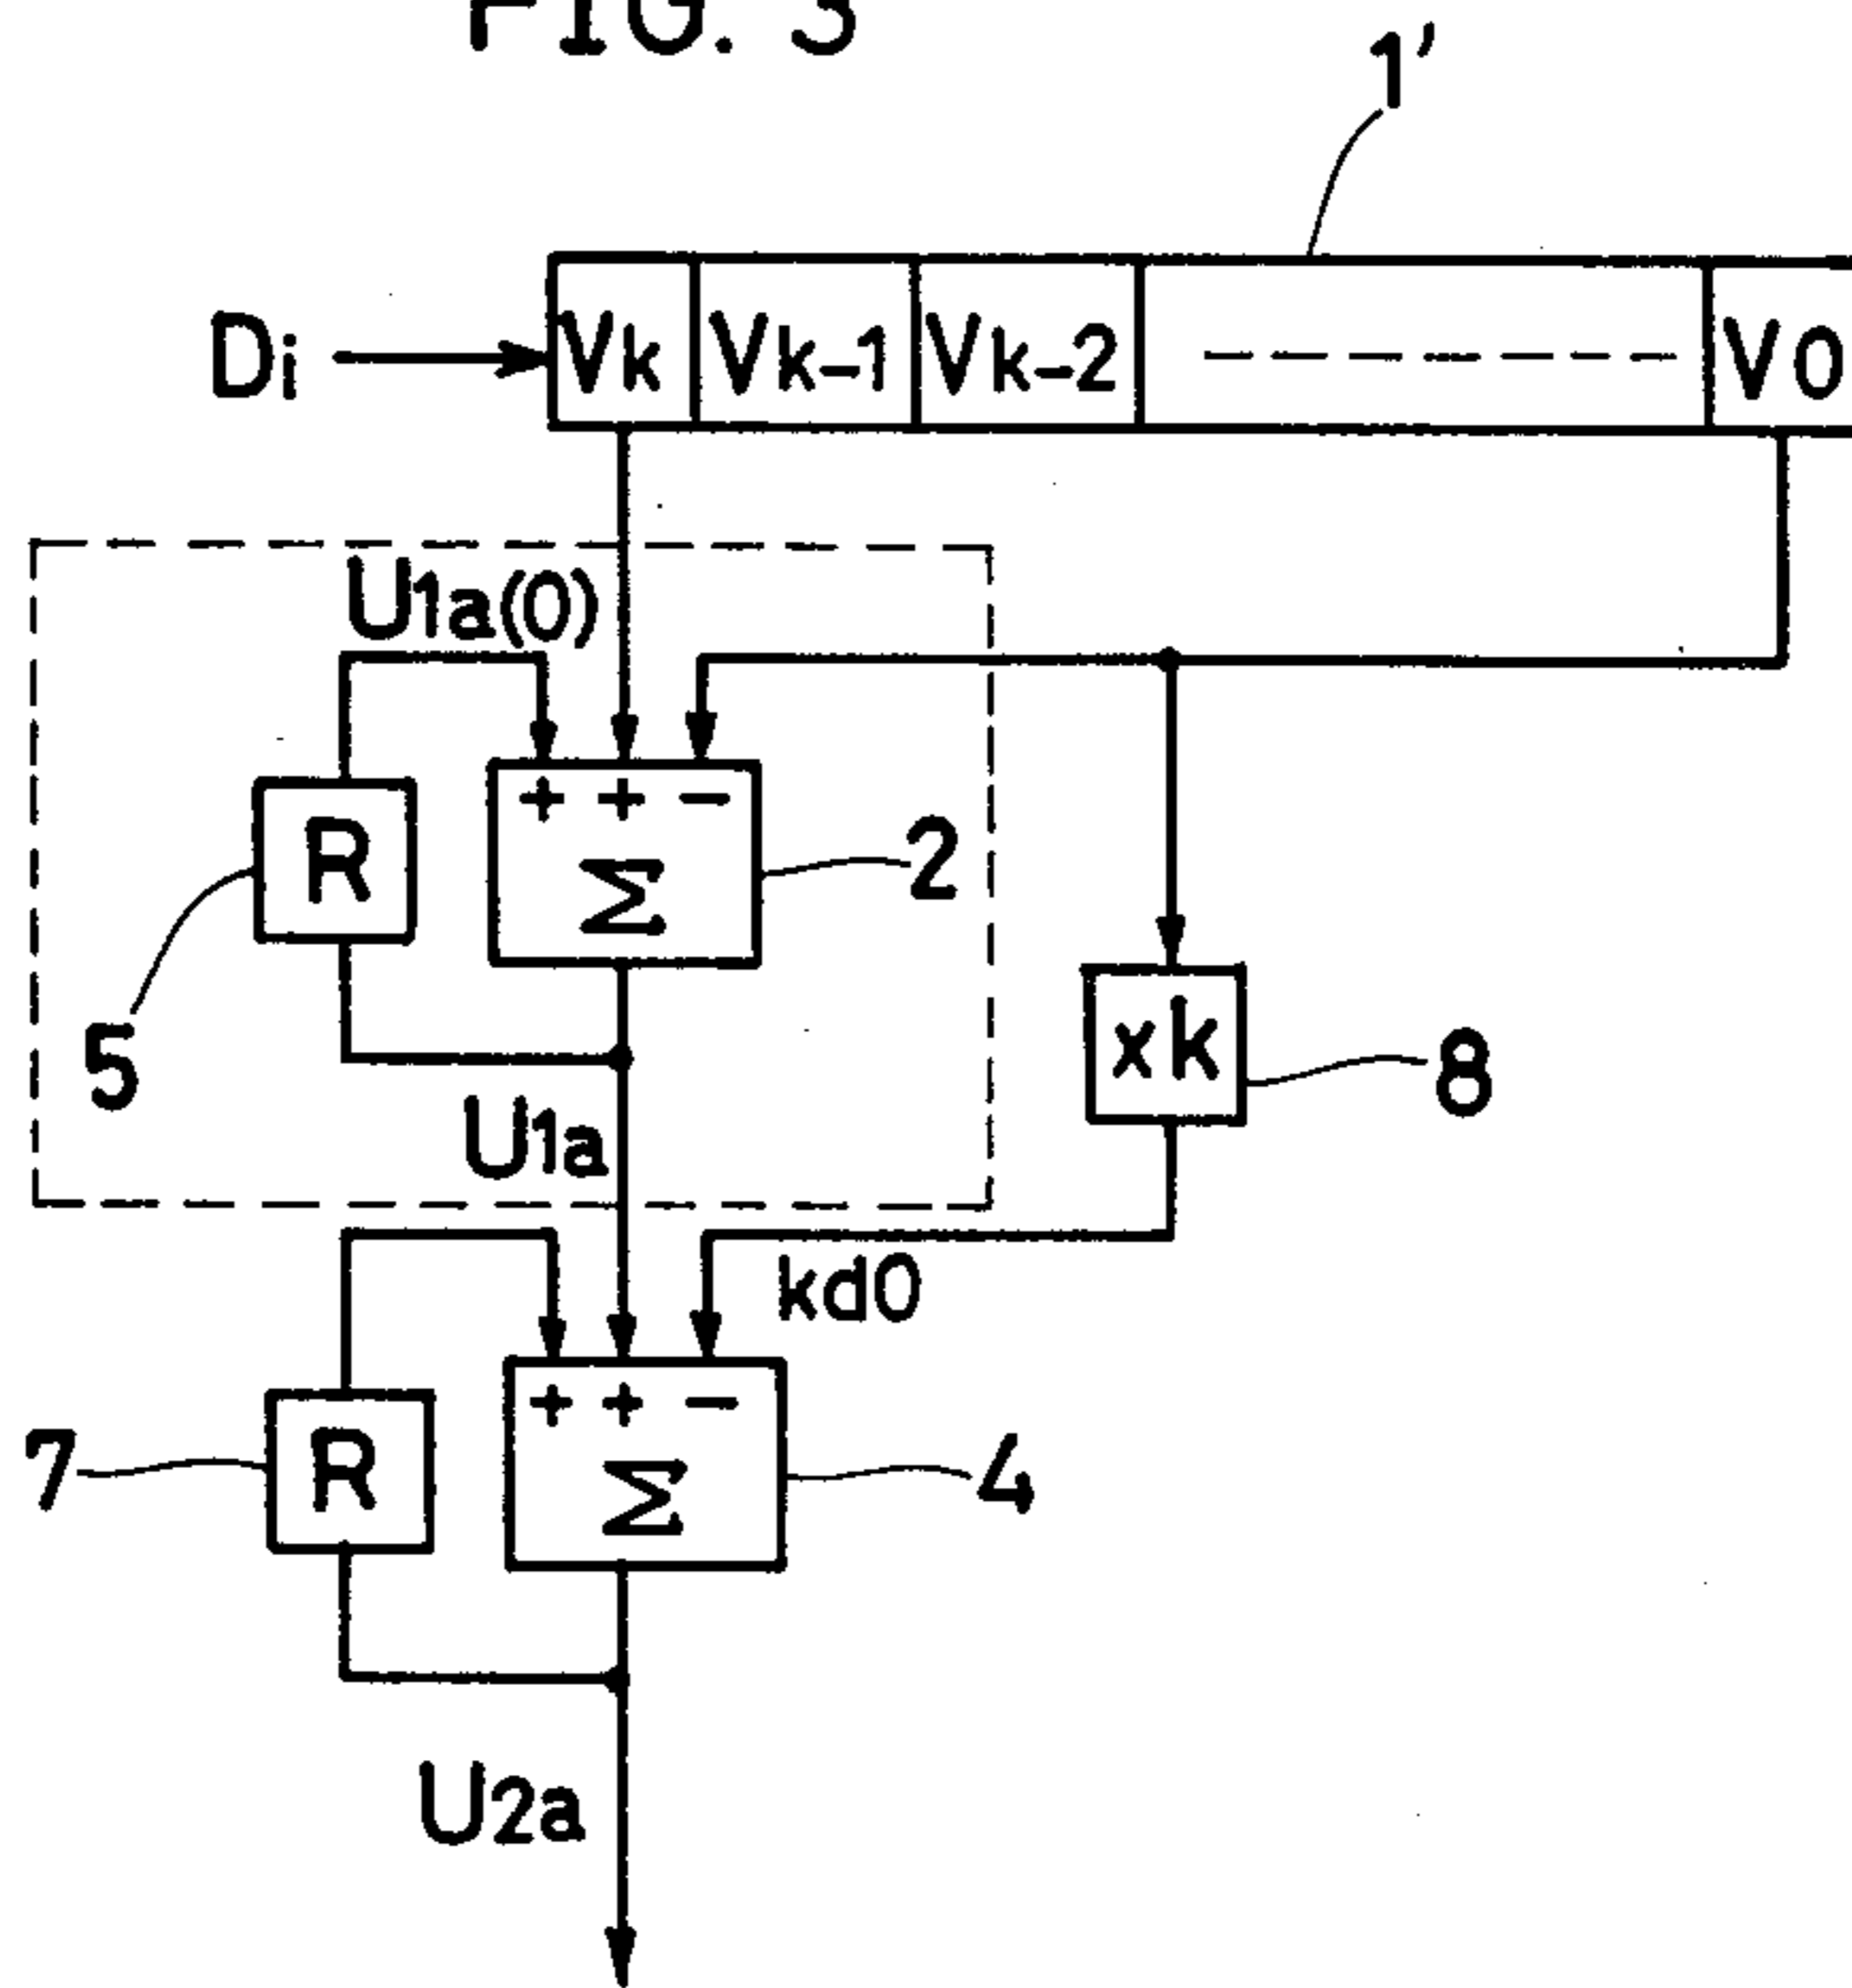 FIG. 3
1'
Di
Vk Vk-1 Vk-2 V0
U1a(0)
+ + −
R
Σ
2
5
xk
8
U1a
kd0
+ + −
7
R
Σ
4
U2a